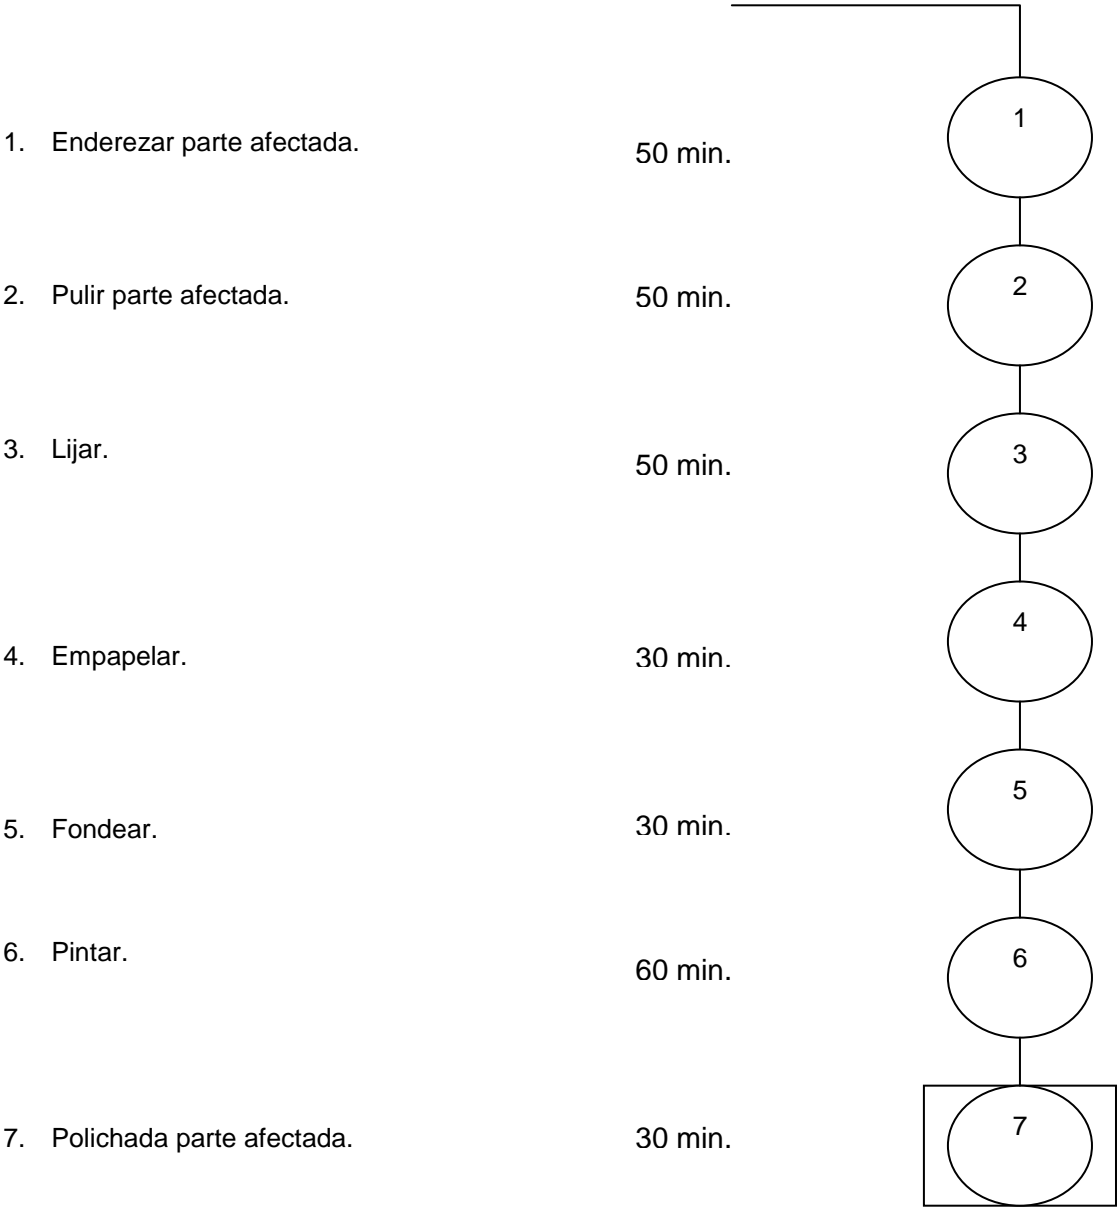 1. Enderezar parte afectada. 50 min. 1
2. Pulir parte afectada. 50 min. 2
3. Lijar. 50 min. 3
4. Empapelar. 30 min. 4
5. Fondear. 30 min. 5
6. Pintar. 60 min. 6
7. Polichada parte afectada. 30 min. 7